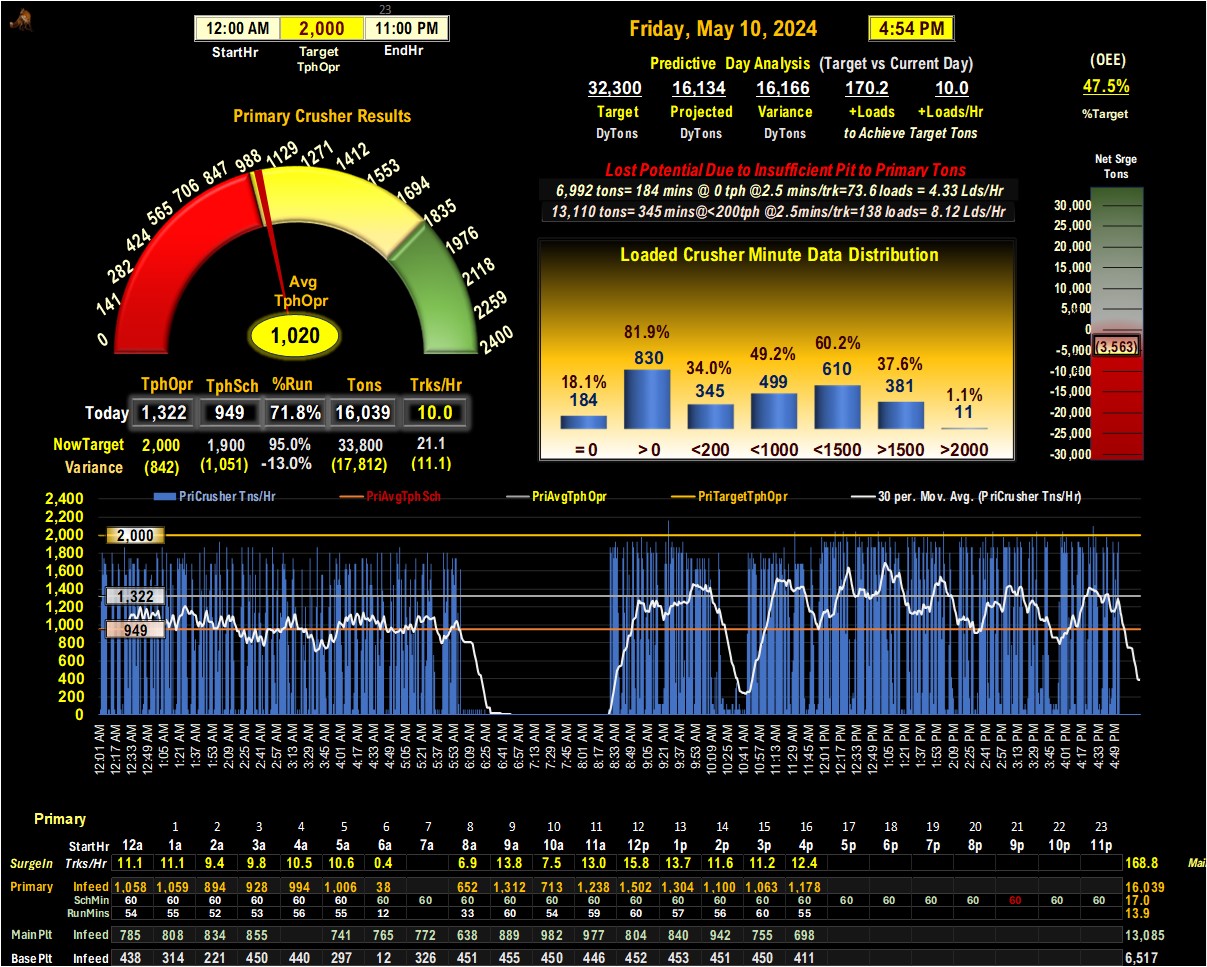 23
12:00 AM 2,000 11:00 PM
StartHr Target TphOpr EndHr
Friday, May 10, 2024 4:54 PM
Predictive Day Analysis (Target vs Current Day)
32,300 16,134 16,166 170.2 10.0
Target Projected Variance +Loads +Loads/Hr
DyTons DyTons DyTons to Achieve Target Tons
(OEE)
47.5%
%Target
Primary Crusher Results
0 141 282 424 565 706 847 988 1129 1271 1412 1553 1694 1835 1976 2118 2259 2400
Avg
TphOpr
1,020
Lost Potential Due to Insufficient Pit to Primary Tons
6,992 tons= 184 mins @ 0 tph @2.5 mins/trk=73.6 loads = 4.33 Lds/Hr
13,110 tons= 345 mins@<200tph @2.5mins/trk=138 loads= 8.12 Lds/Hr
Net Srge
Tons
30,000
25,000
20,000
15,000
10,000
5,000
0
-5,000
(3,563)
-10,000
-15,000
-20,000
-25,000
-30,000
Loaded Crusher Minute Data Distribution
18.1% 81.9% 34.0% 49.2% 60.2% 37.6% 1.1%
184 830 345 499 610 381 11
=0 >0 <200 <1000 <1500 >1500 >2000
TphOpr TphSch %Run Tons Trks/Hr
Today 1,322 949 71.8% 16,039 10.0
NowTarget 2,000 1,900 95.0% 33,800 21.1
Variance (842) (1,051) -13.0% (17,812) (11.1)
PriCrusher Tns/Hr PriAvgTphSch PriAvgTphOpr PriTargetTphOpr 30 per. Mov. Avg. (PriCrusher Tns/Hr)
2,400
2,200
2,000
1,800
1,600
1,400
1,200
1,000
800
600
400
200
0
2,000
1,322
949
12:01 AM 12:17 AM 12:33 AM 12:49 AM 1:05 AM 1:21 AM 1:37 AM 1:53 AM 2:09 AM 2:25 AM 2:41 AM 2:57 AM 3:13 AM 3:29 AM 3:45 AM 4:01 AM 4:17 AM 4:33 AM 4:49 AM 5:05 AM 5:21 AM 5:37 AM 5:53 AM 6:09 AM 6:25 AM 6:41 AM 6:57 AM 7:13 AM 7:29 AM 7:45 AM 8:01 AM 8:17 AM 8:33 AM 8:49 AM 9:05 AM 9:21 AM 9:37 AM 9:53 AM 10:09 AM 10:25 AM 10:41 AM 10:57 AM 11:13 AM 11:29 AM 11:45 AM 12:01 PM 12:17 PM 12:33 PM 12:49 PM 1:05 PM 1:21 PM 1:37 PM 1:53 PM 2:09 PM 2:25 PM 2:41 PM 2:57 PM 3:13 PM 3:29 PM 3:45 PM 4:01 PM 4:17 PM 4:33 PM 4:49 PM
Primary
1 2 3 4 5 6 7 8 9 10 11 12 13 14 15 16 17 18 19 20 21 22 23
StartHr 12a 1a 2a 3a 4a 5a 6a 7a 8a 9a 10a 11a 12p 1p 2p 3p 4p 5p 6p 7p 8p 9p 10p 11p
SurgeIn Trks/Hr 11.1 11.1 9.4 9.8 10.5 10.6 0.4 6.9 13.8 7.5 13.0 15.8 13.7 11.6 11.2 12.4 168.8
Primary Infeed 1,058 1,059 894 928 994 1,006 38 652 1,312 713 1,238 1,502 1,304 1,100 1,063 1,178 16,039
SchMin 60 60 60 60 60 60 60 60 60 60 60 60 60 60 60 60 60 60 60 60 60 60 60 60 17.0
RunMins 54 55 52 53 56 55 12 33 60 54 59 60 57 56 60 55 13.9
MainPlt Infeed 785 808 834 855 741 765 772 638 889 982 977 804 840 942 755 698 13,085
BasePlt Infeed 438 314 221 450 440 297 12 326 451 455 450 446 452 453 451 450 411 6,517